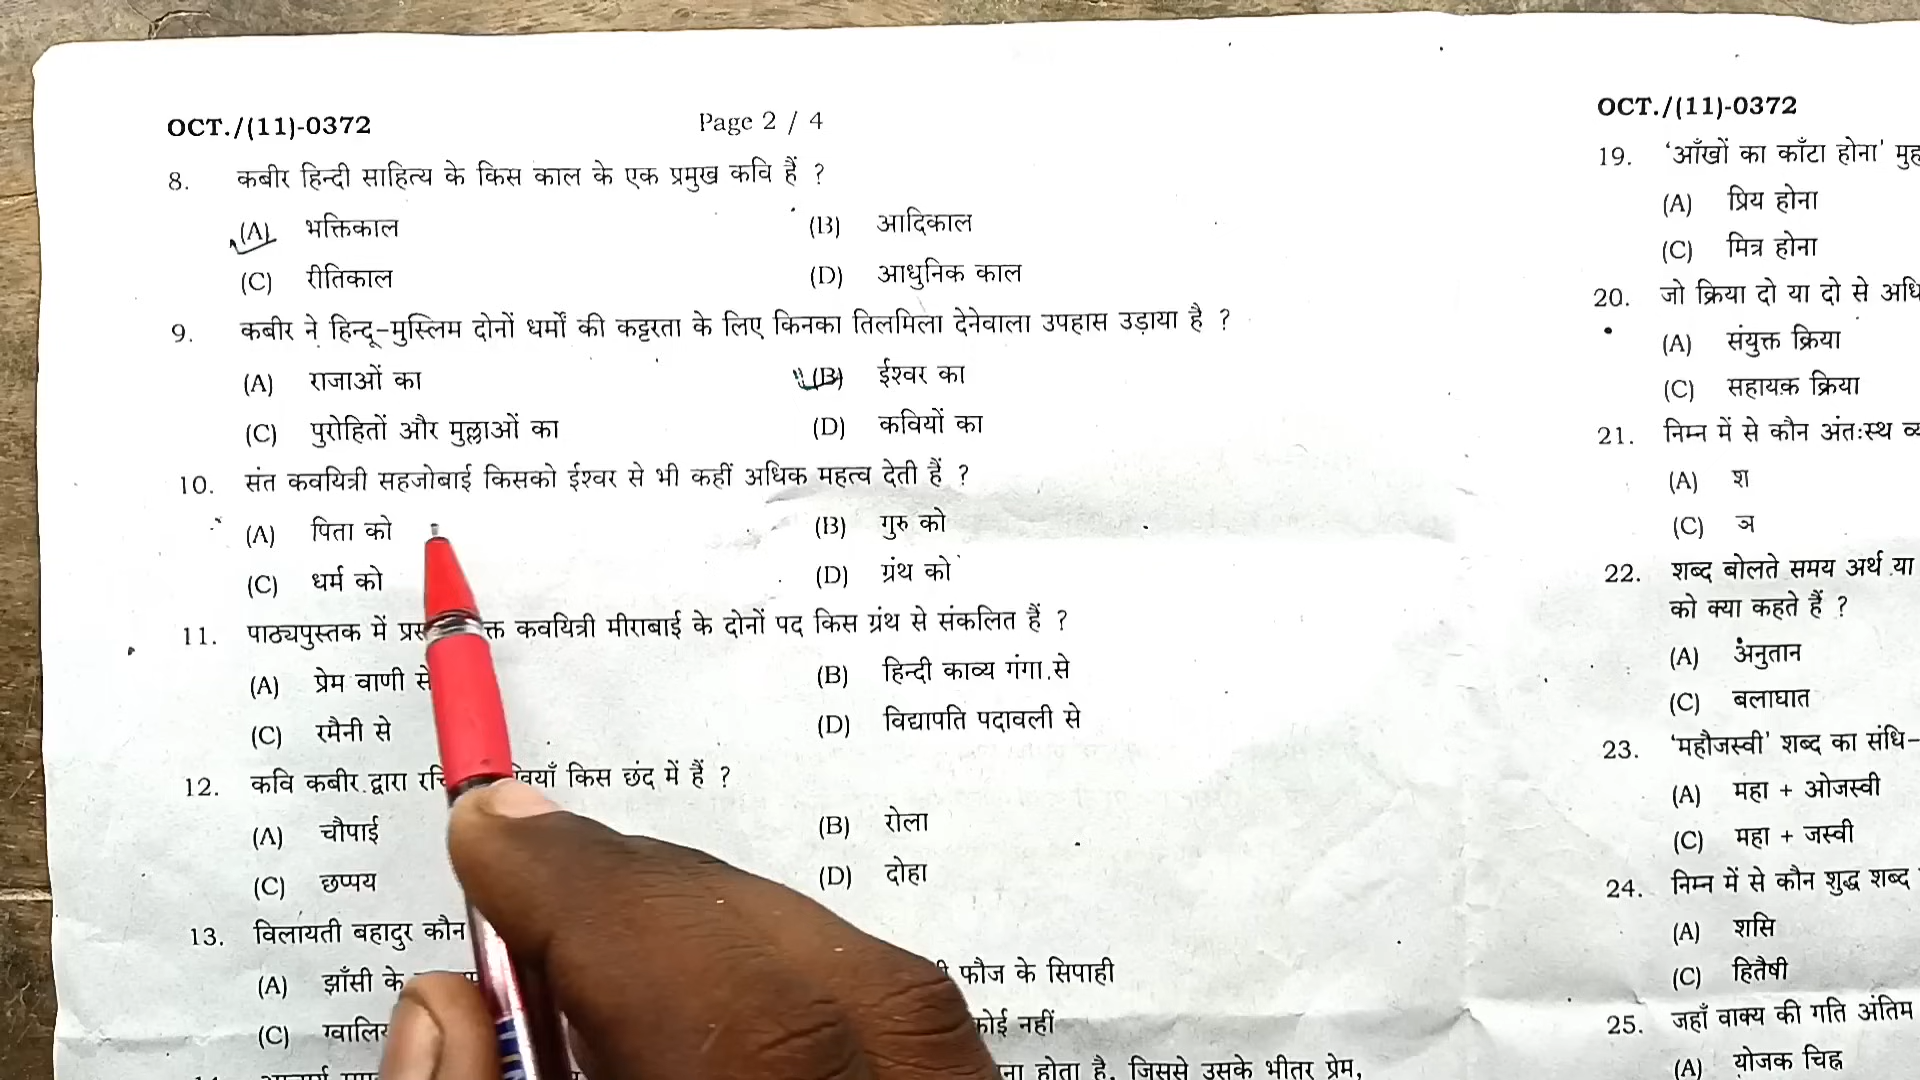 OCT./(11)-0372 Page 2 / 4
8. कबीर हिन्दी साहित्य के किस काल के एक प्रमुख कवि हैं ?
(A) भक्तिकाल (B) आदिकाल
(C) रीतिकाल (D) आधुनिक काल
9. कबीर ने हिन्दू-मुस्लिम दोनों धर्मों की कट्टरता के लिए किनका तिलमिला देनेवाला उपहास उड़ाया है ?
(A) राजाओं का (B) ईश्वर का
(C) पुरोहितों और मुल्लाओं का (D) कवियों का
10. संत कवयित्री सहजोबाई किसको ईश्वर से भी कहीं अधिक महत्व देती हैं ?
(A) पिता को (B) गुरु को
(C) धर्म को (D) ग्रंथ को
11. पाठ्यपुस्तक में कवयित्री मीराबाई के दोनों पद किस ग्रंथ से संकलित हैं ?
(A) प्रेम वाणी से (B) हिन्दी काव्य गंगा से
(C) रमैनी से (D) विद्यापति पदावली से
12. कवि कबीर द्वारा किस छंद में हैं ?
(A) चौपाई (B) रोला
(C) छप्पय (D) दोहा
13. विलायती बहादुर कौन
(A) झाँसी के फौज के सिपाही
(C) कोई नहीं
होता है, जिससे उसके भीतर प्रेम,
OCT./(11)-0372
19. 'आँखों का काँटा होना'
(A) प्रिय होना
(C) मित्र होना
20. जो क्रिया दो या दो से
(A) संयुक्त क्रिया
(C) सहायक क्रिया
21. निम्न में से कौन अंतःस्थ
(A) श
(C) ञ
22. शब्द बोलते समय अर्थ या
को क्या कहते हैं ?
(A) अनुतान
(C) बलाघात
23. 'महौजस्वी' शब्द का संधि-
(A) महा + ओजस्वी
(C) महा + जस्वी
24. निम्न में से कौन शुद्ध शब्द
(A) शसि
(C) हितैषी
25. जहाँ वाक्य की गति अंतिम
(A) योजक चिह्न